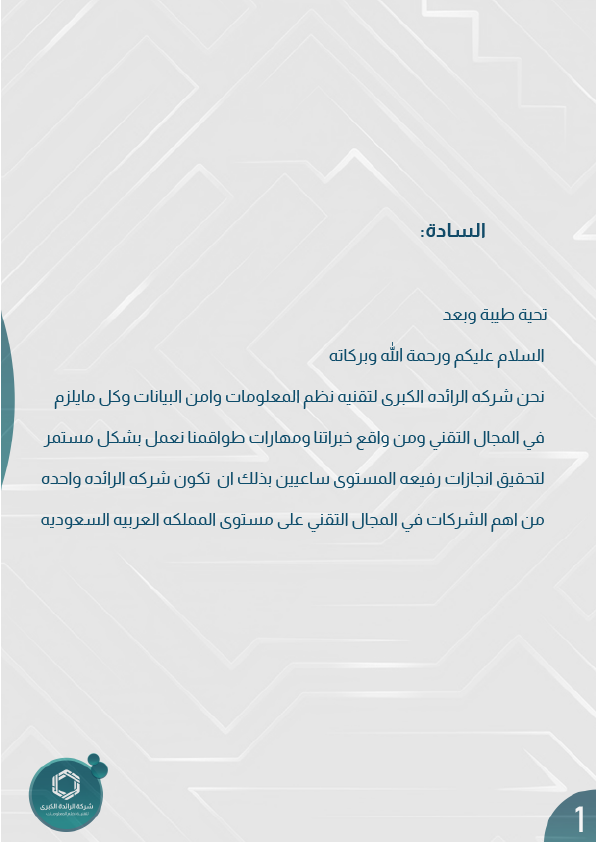 السادة:
تحية طيبة وبعد
السلام عليكم ورحمة الله وبركاته
نحن شركه الرائده الكبرى لتقنيه نظم المعلومات وامن البيانات وكل مايلزم
في المجال التقني ومن واقع خبراتنا ومهارات طواقمنا نعمل بشكل مستمر
لتحقيق انجازات رفيعه المستوى ساعيين بذلك ان تكون شركه الرائده واحده
من اهم الشركات في المجال التقني على مستوى المملكه العربيه السعوديه
شركة الرائدة الكبرى
لتقنية نظم المعلومات
1